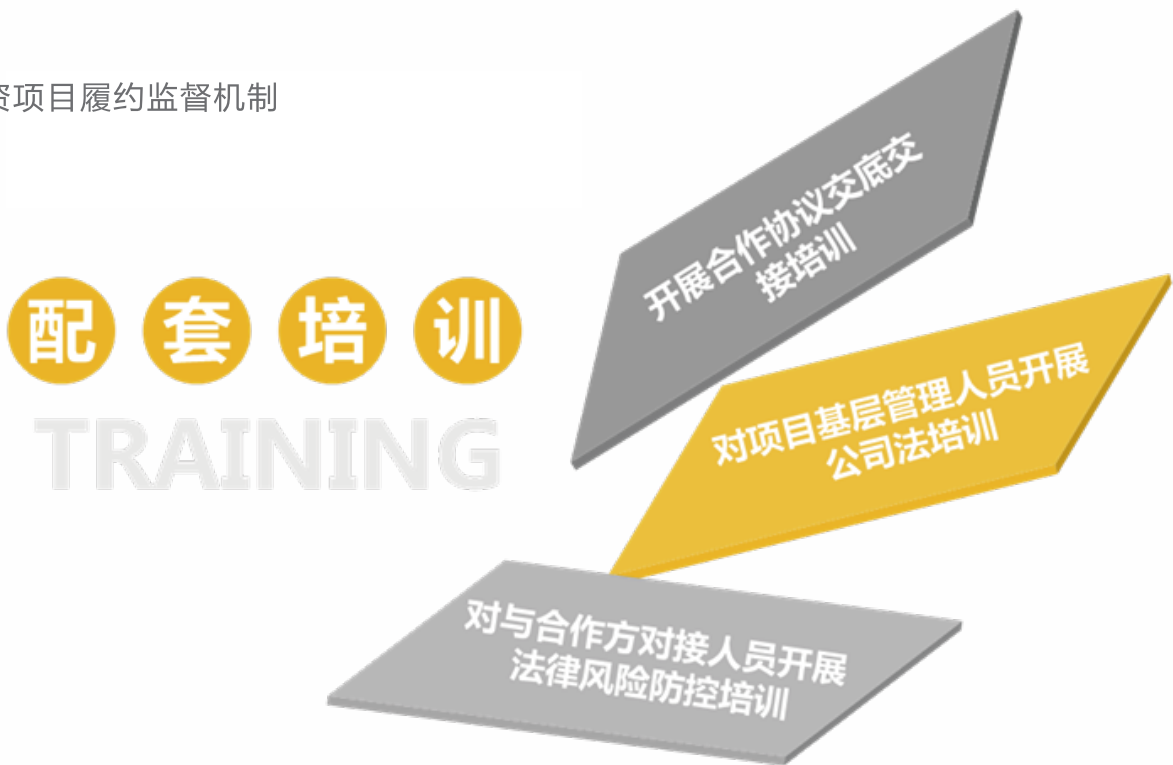 资项目履约监督机制
配套培训
TRAINING
开展合作协议交底交
接培训
对项目基层管理人员开展
公司法培训
对与合作方对接人员开展
法律风险防控培训